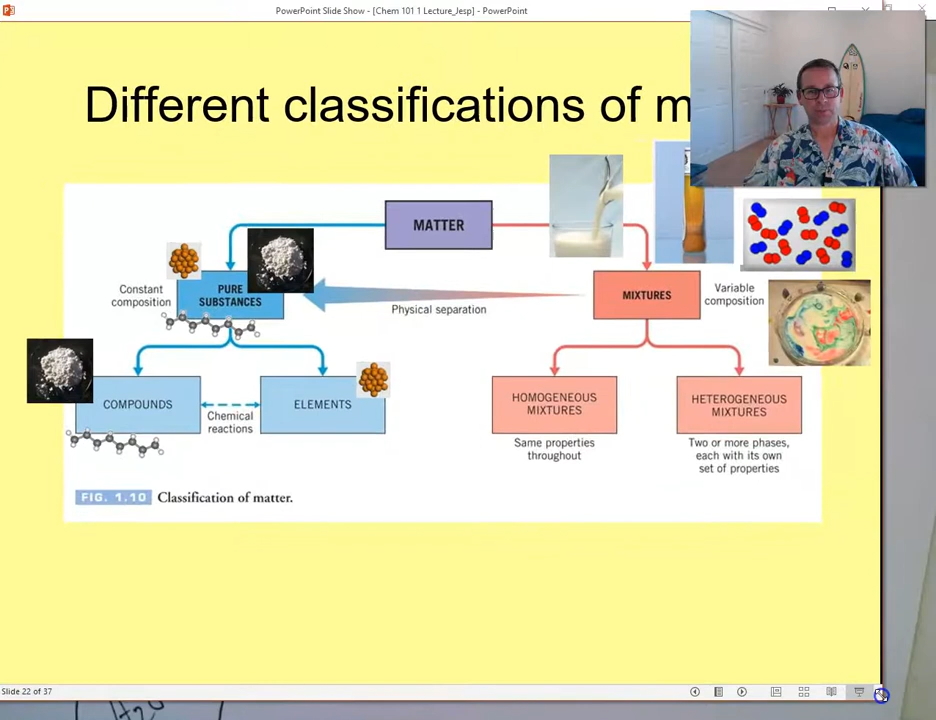 PowerPoint Slide Show - [Chem 101 1 Lecture_Jesp] - PowerPoint
Different classifications of m
MATTER
PURE
SUBSTANCES
Constant
composition
Physical separation
MIXTURES
Variable
composition
COMPOUNDS
Chemical
reactions
ELEMENTS
HOMOGENEOUS
MIXTURES
Same properties
throughout
HETEROGENEOUS
MIXTURES
Two or more phases,
each with its own
set of properties
FIG. 1.10 Classification of matter.
Slide 22 of 37
H2O